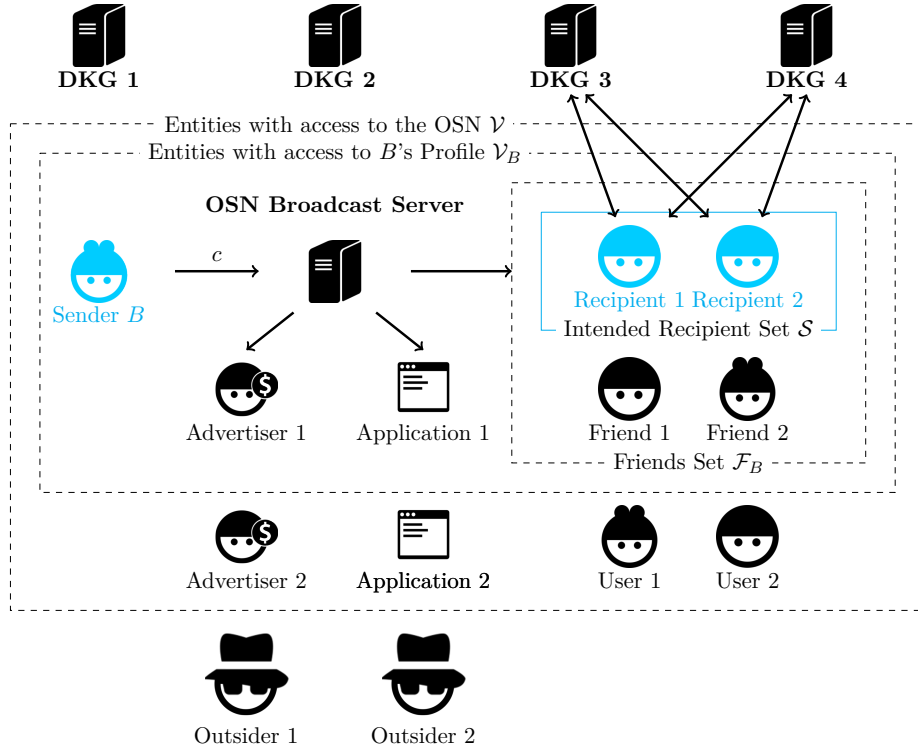 DKG 1
DKG 2
DKG 3
DKG 4
Entities with access to the OSN 𝒱
Entities with access to B's Profile 𝒱_B
OSN Broadcast Server
c
Sender B
Recipient 1
Recipient 2
Intended Recipient Set 𝒮
$
Advertiser 1
Application 1
Friend 1
Friend 2
Friends Set ℱ_B
$
Advertiser 2
Application 2
User 1
User 2
Outsider 1
Outsider 2